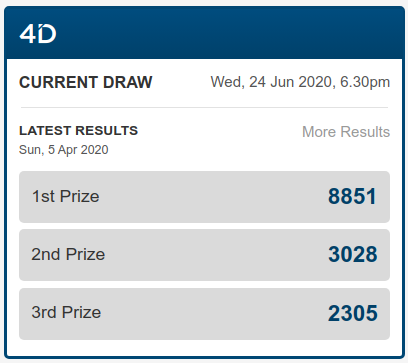 4D
CURRENT DRAW Wed, 24 Jun 2020, 6.30pm
LATEST RESULTS More Results
Sun, 5 Apr 2020
1st Prize 8851
2nd Prize 3028
3rd Prize 2305